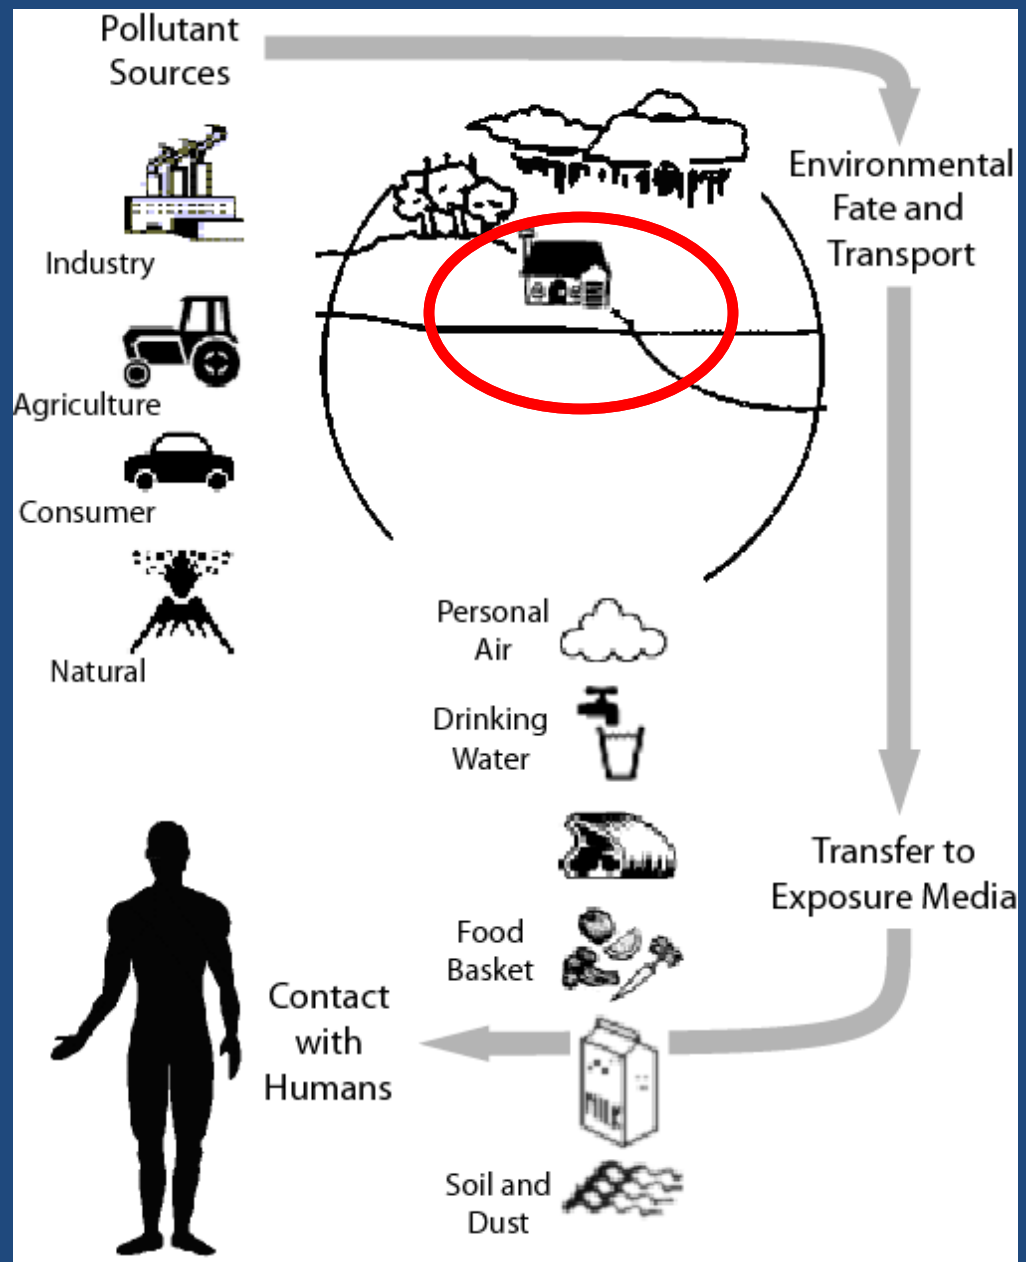 Pollutant
Sources
Environmental
Fate and
Transport
Industry
Agriculture
Consumer
Natural
Personal
Air
Drinking
Water
Transfer to
Exposure Media
Food
Basket
Contact
with
Humans
MILK
Soil and
Dust